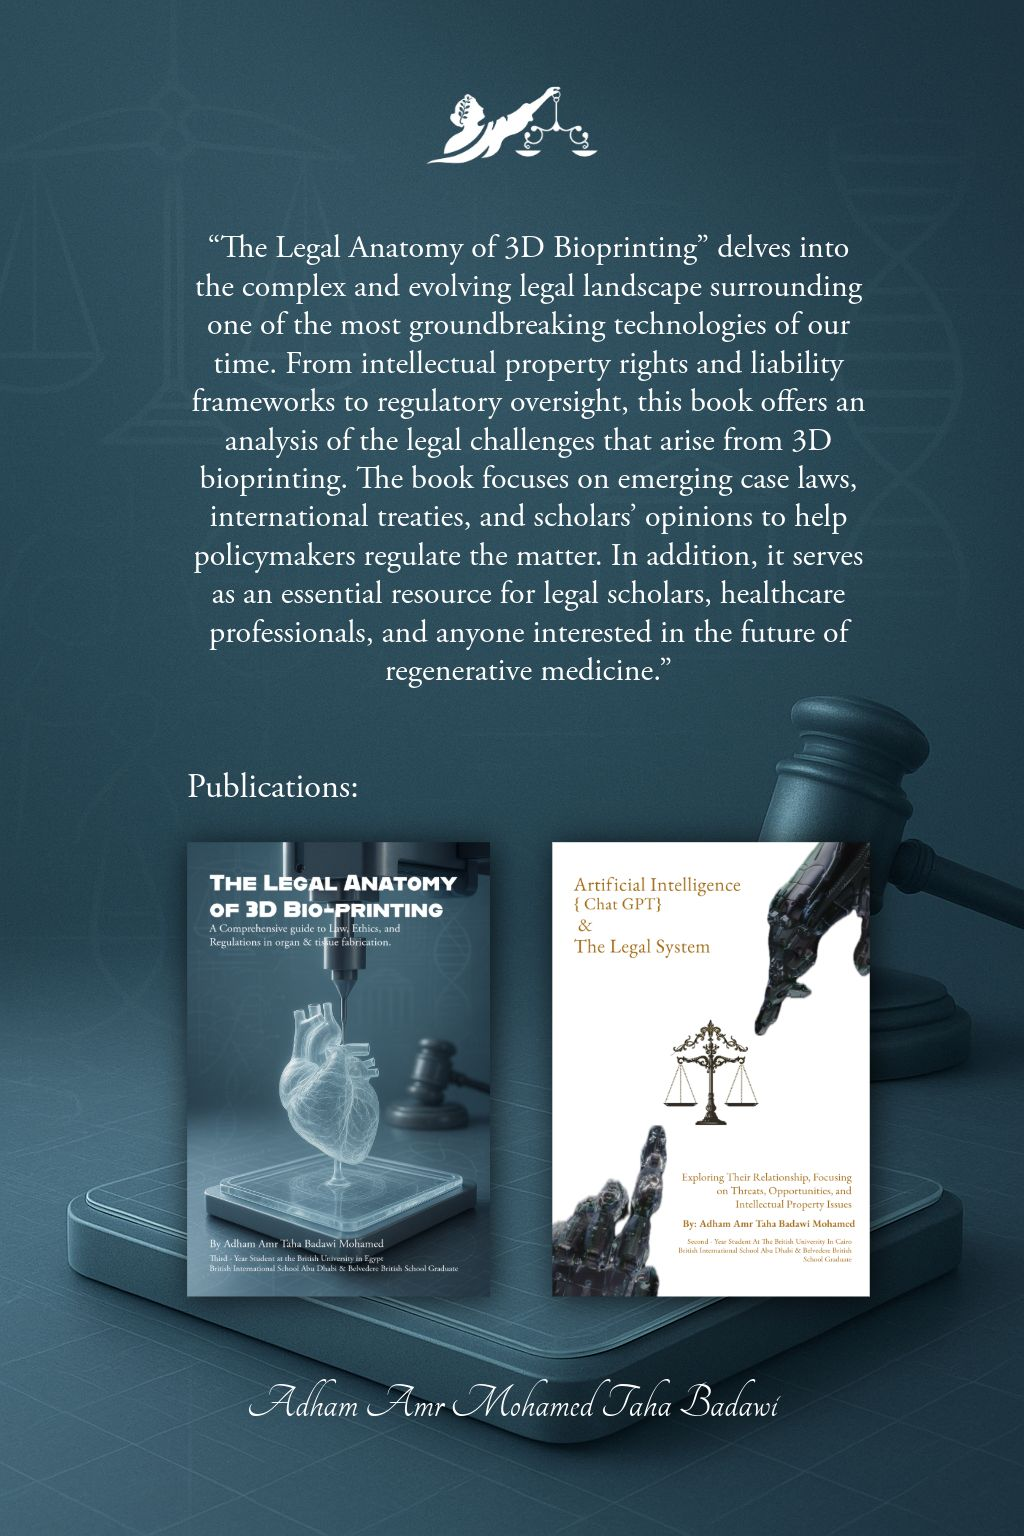 “The Legal Anatomy of 3D Bioprinting” delves into
the complex and evolving legal landscape surrounding
one of the most groundbreaking technologies of our
time. From intellectual property rights and liability
frameworks to regulatory oversight, this book offers an
analysis of the legal challenges that arise from 3D
bioprinting. The book focuses on emerging case laws,
international treaties, and scholars’ opinions to help
policymakers regulate the matter. In addition, it serves
as an essential resource for legal scholars, healthcare
professionals, and anyone interested in the future of
regenerative medicine.”
Publications:
The Legal Anatomy
of 3D Bio-printing
A Comprehensive guide to Law, Ethics, and
Regulations in organ & tissue fabrication.
By Adham Amr Taha Badawi Mohamed
Third - Year Student at the British University in Egypt
British International School Abu Dhabi & Belvedere British School Graduate
Artificial Intelligence
{ Chat GPT}
&
The Legal System
Exploring Their Relationship, Focusing
on Threats, Opportunities, and
Intellectual Property Issues
By: Adham Amr Taha Badawi Mohamed
Second - Year Student At The British University In Cairo
British International School Abu Dhabi & Belvedere British
School Graduate
Adham Amr Mohamed Taha Badawi